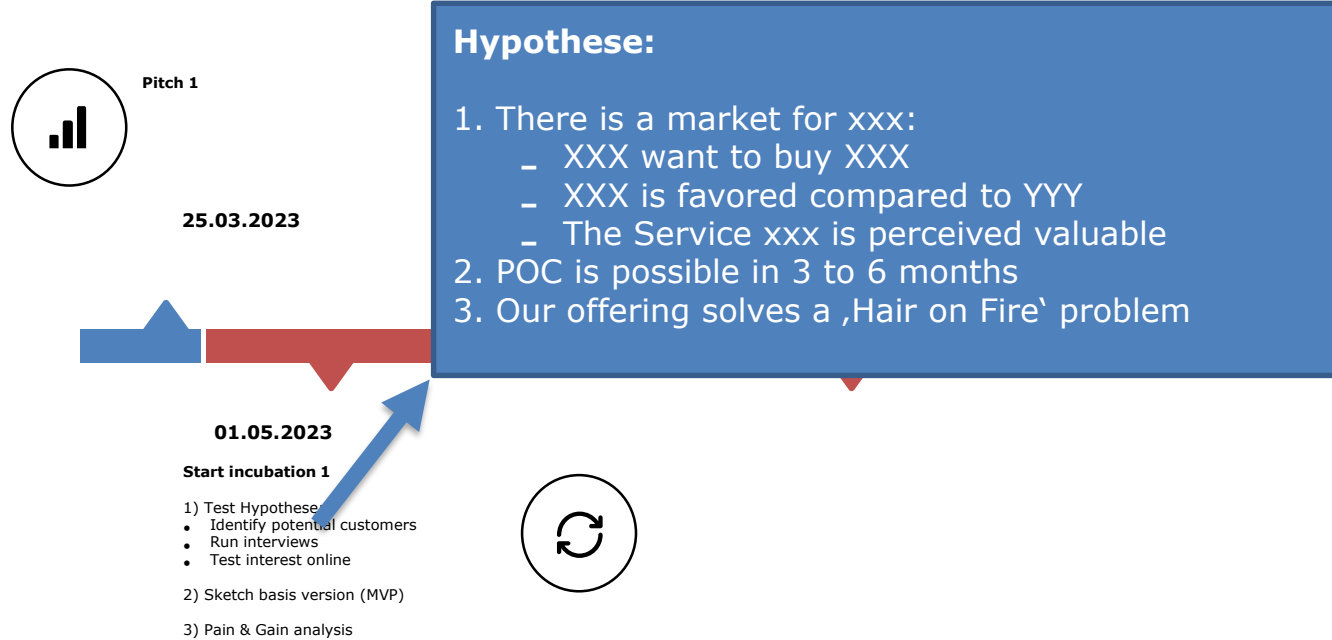 Pitch 1
25.03.2023
Hypothese:
1. There is a market for xxx:
- XXX want to buy XXX
- XXX is favored compared to YYY
- The Service xxx is perceived valuable
2. POC is possible in 3 to 6 months
3. Our offering solves a ‚Hair on Fire‘ problem
01.05.2023
Start incubation 1
1) Test Hypothese
• Identify potential customers
• Run interviews
• Test interest online
2) Sketch basis version (MVP)
3) Pain & Gain analysis